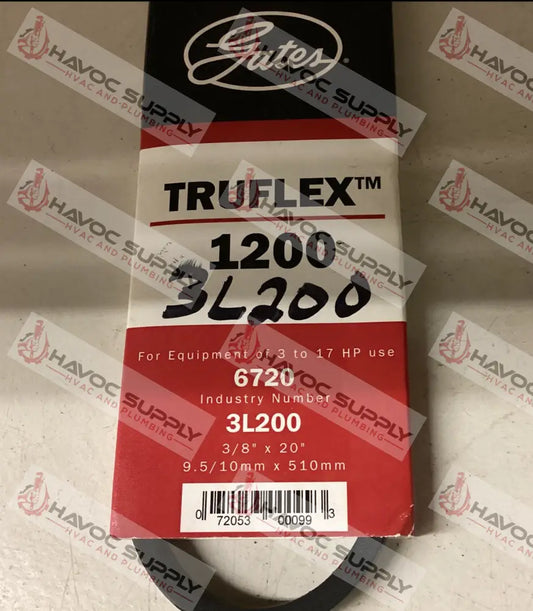 Gates
TRUFLEX™
1200
3L200
For Equipment of 3 to 17 HP use
6720
Industry Number
3L200
3/8" x 20"
9.5/10mm x 510mm
0 72053 00099 3
HAVOC SUPPLY
HVAC AND PLUMBING